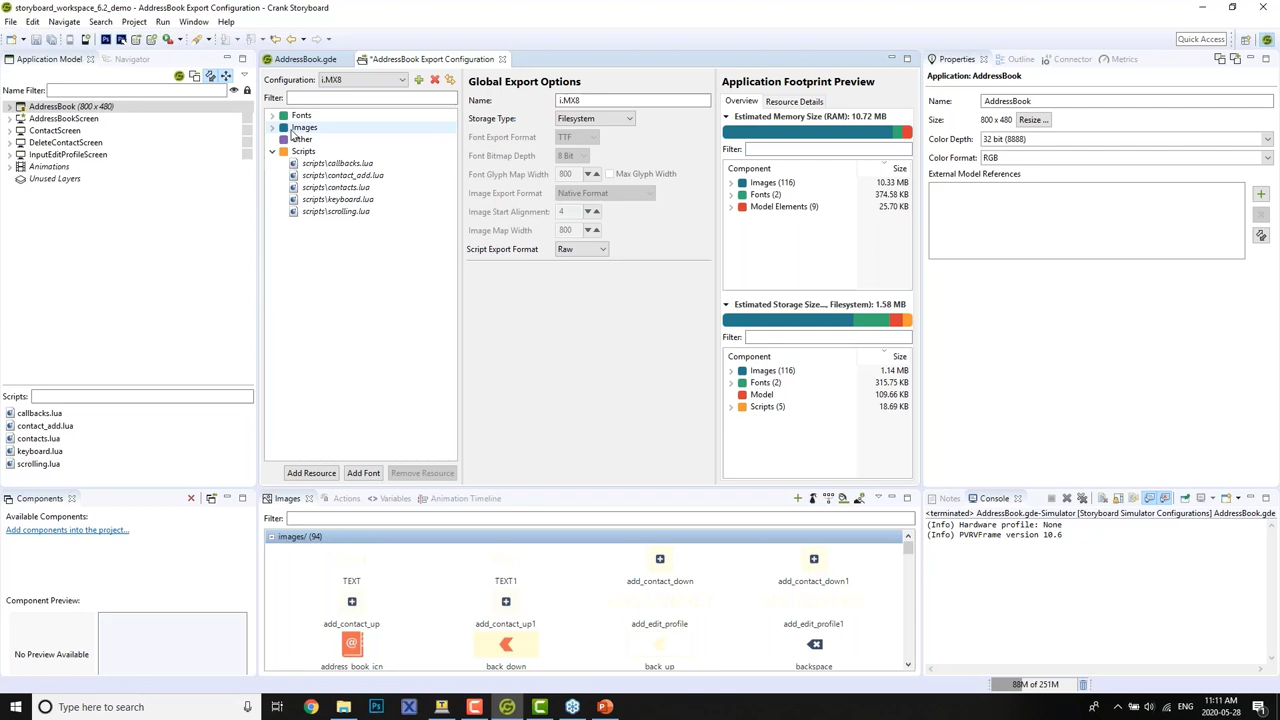 storyboard_workspace_6.2_demo - AddressBook Export Configuration - Crank Storyboard
File Edit Navigate Search Project Run Window Help
Quick Access
Application Model Navigator
Name Filter:
AddressBook (800 x 480)
AddressBookScreen
ContactScreen
DeleteContactScreen
InputEditProfileScreen
Animations
Unused Layers
Scripts:
callbacks.lua
contact_add.lua
contacts.lua
keyboard.lua
scrolling.lua
AddressBook.gde *AddressBook Export Configuration
Configuration: i.MX8
Filter:
Fonts
Images
Other
Scripts
scripts\callbacks.lua
scripts\contact_add.lua
scripts\contacts.lua
scripts\keyboard.lua
scripts\scrolling.lua
Add Resource Add Font Remove Resource
Global Export Options
Name: i.MX8
Storage Type: Filesystem
Font Export Format TTF
Font Bitmap Depth 8 Bit
Font Glyph Map Width 800 Max Glyph Width
Image Export Format Native Format
Image Start Alignment: 4
Image Map Width 800
Script Export Format Raw
Application Footprint Preview
Overview Resource Details
Estimated Memory Size (RAM): 10.72 MB
Filter:
Component Size
Images (116) 10.33 MB
Fonts (2) 374.58 KB
Model Elements (9) 25.70 KB
Estimated Storage Size..., Filesystem): 1.58 MB
Filter:
Component Size
Images (116) 1.14 MB
Fonts (2) 315.75 KB
Model 109.66 KB
Scripts (5) 18.69 KB
Properties Outline Connector Metrics
Application: AddressBook
Name: AddressBook
Size: 800 x 480 Resize ...
Color Depth: 32 bit (8888)
Color Format: RGB
External Model References
Components
Available Components:
Add components into the project...
Component Preview:
No Preview Available
Images Actions Variables Animation Timeline
Filter:
images/ (94)
TEXT TEXT1 add_contact_down add_contact_down1
add_contact_up add_contact_up1 add_edit_profile add_edit_profile1
address_book_icn back_down back_up backspace
Notes Console
<terminated> AddressBook.gde-Simulator [Storyboard Simulator Configurations] AddressBook.gde
(Info) Hardware profile: None
(Info) PVRVFrame version 10.6
88M of 251M
Type here to search
ENG
11:11 AM
2020-05-28